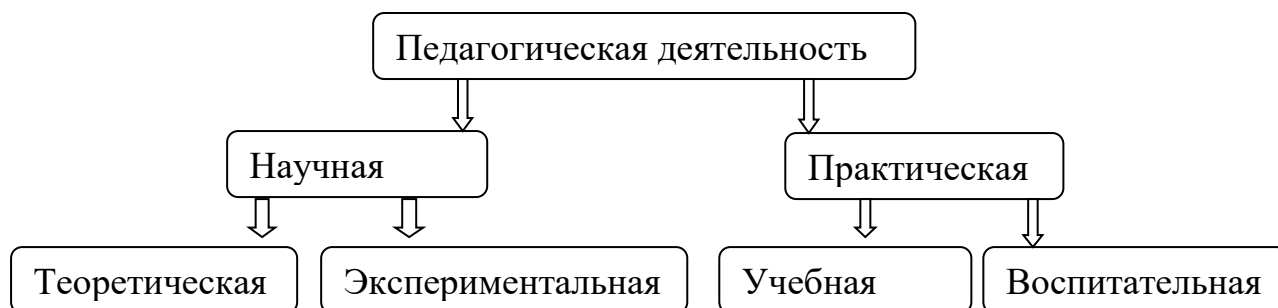 Педагогическая деятельность
Научная
Практическая
Теоретическая
Экспериментальная
Учебная
Воспитательная